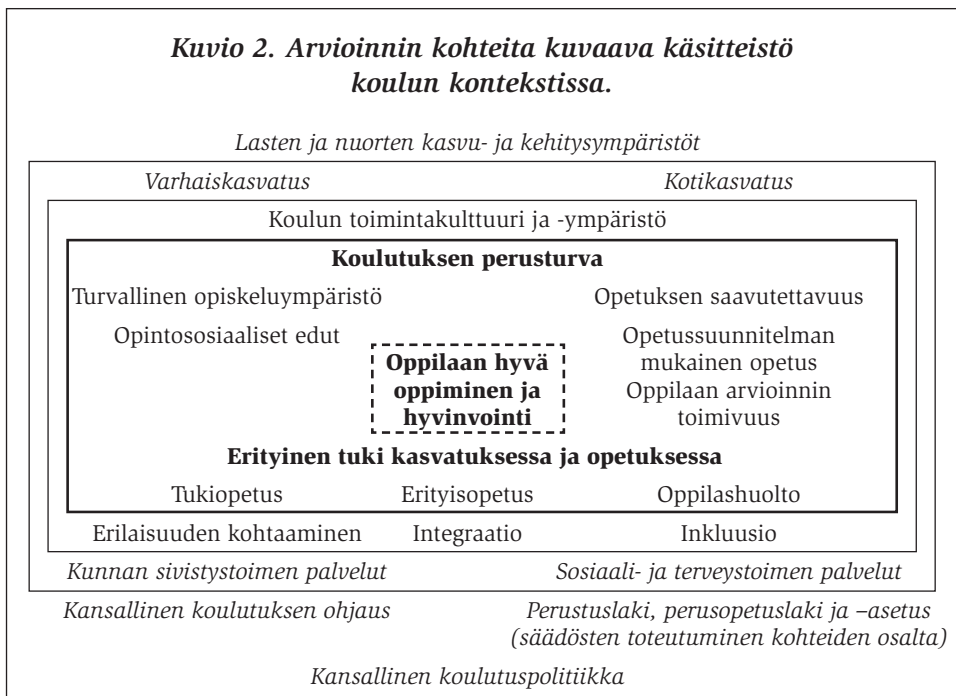 Kuvio 2. Arvioinnin kohteita kuvaava käsitteistö
koulun kontekstissa.
Lasten ja nuorten kasvu- ja kehitysympäristöt
Varhaiskasvatus Kotikasvatus
Koulun toimintakulttuuri ja -ympäristö
Koulutuksen perusturva
Turvallinen opiskeluympäristö Opetuksen saavutettavuus
Opintososiaaliset edut Opetussuunnitelman
mukainen opetus
Oppilaan arvioinnin
toimivuus
Oppilaan hyvä
oppiminen ja
hyvinvointi
Erityinen tuki kasvatuksessa ja opetuksessa
Tukiopetus Erityisopetus Oppilashuolto
Erilaisuuden kohtaaminen Integraatio Inkluusio
Kunnan sivistystoimen palvelut Sosiaali- ja terveystoimen palvelut
Kansallinen koulutuksen ohjaus Perustuslaki, perusopetuslaki ja –asetus
(säädösten toteutuminen kohteiden osalta)
Kansallinen koulutuspolitiikka